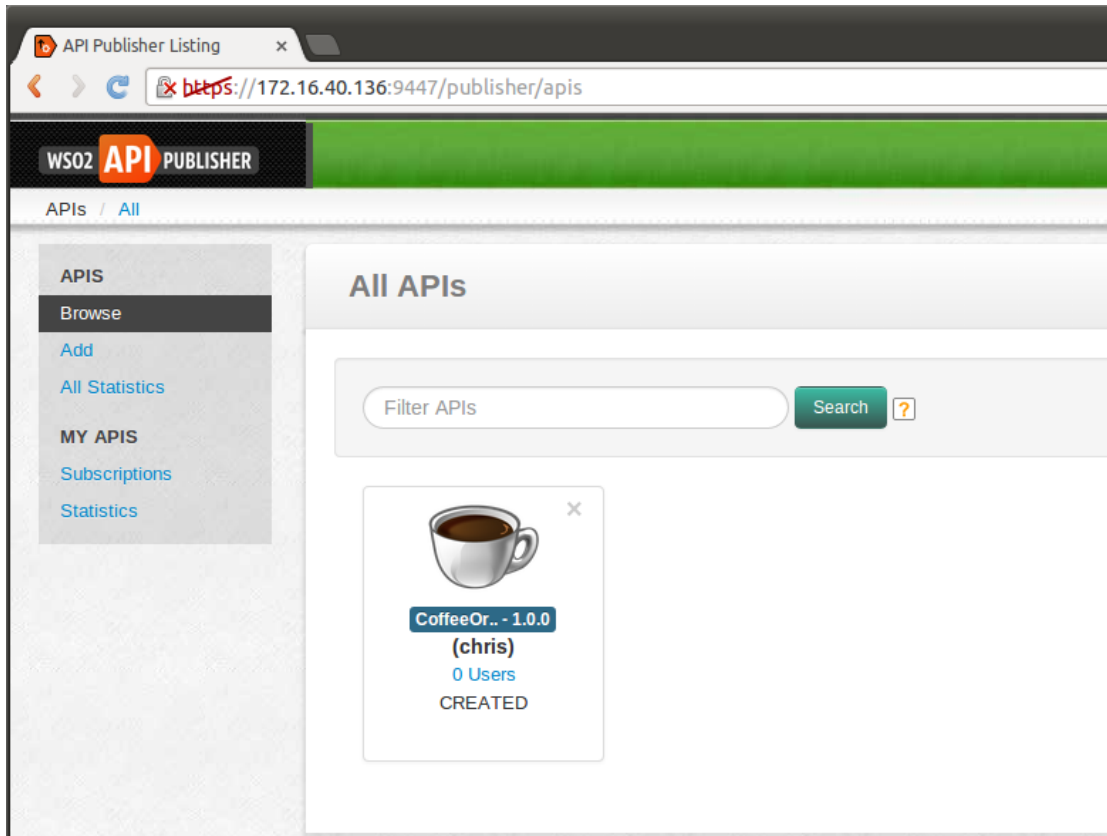 API Publisher Listing
https://172.16.40.136:9447/publisher/apis
WSO2 API PUBLISHER
APIs / All
APIS
Browse
Add
All Statistics
MY APIS
Subscriptions
Statistics
All APIs
Filter APIs
Search ?
CoffeeOr.. - 1.0.0
(chris)
0 Users
CREATED